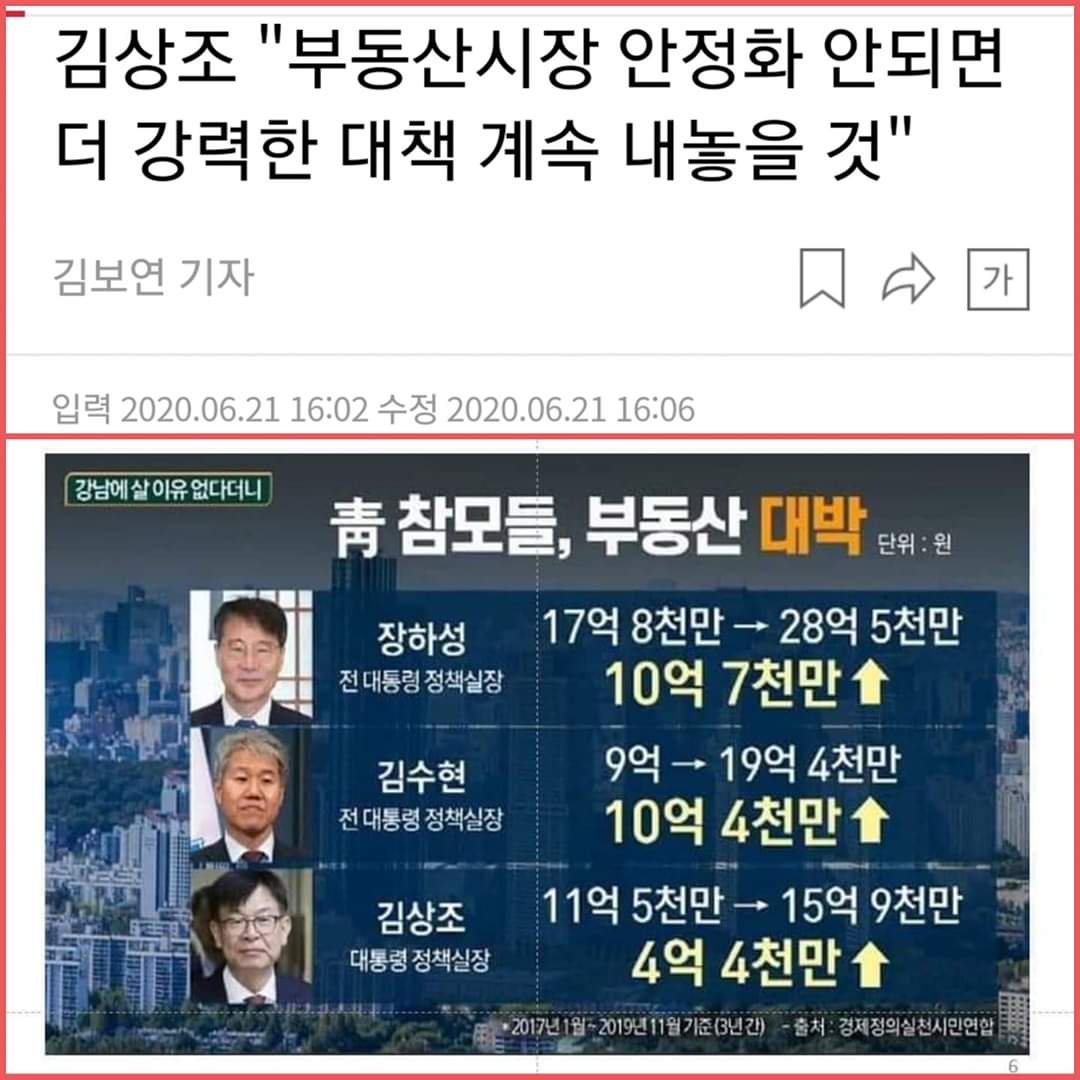 김상조 "부동산시장 안정화 안되면
더 강력한 대책 계속 내놓을 것"
김보연 기자
가
입력 2020.06.21 16:02 수정 2020.06.21 16:06
강남에 살 이유 없다더니
靑 참모들, 부동산 대박 단위 : 원
장하성
전 대통령 정책실장
17억 8천만 → 28억 5천만
10억 7천만 ⬆
김수현
전 대통령 정책실장
9억 → 19억 4천만
10억 4천만 ⬆
김상조
대통령 정책실장
11억 5천만 → 15억 9천만
4억 4천만 ⬆
• 2017년 1월 ~ 2019년 11월 기준 (3년 간) - 출처 : 경제정의실천시민연합
6